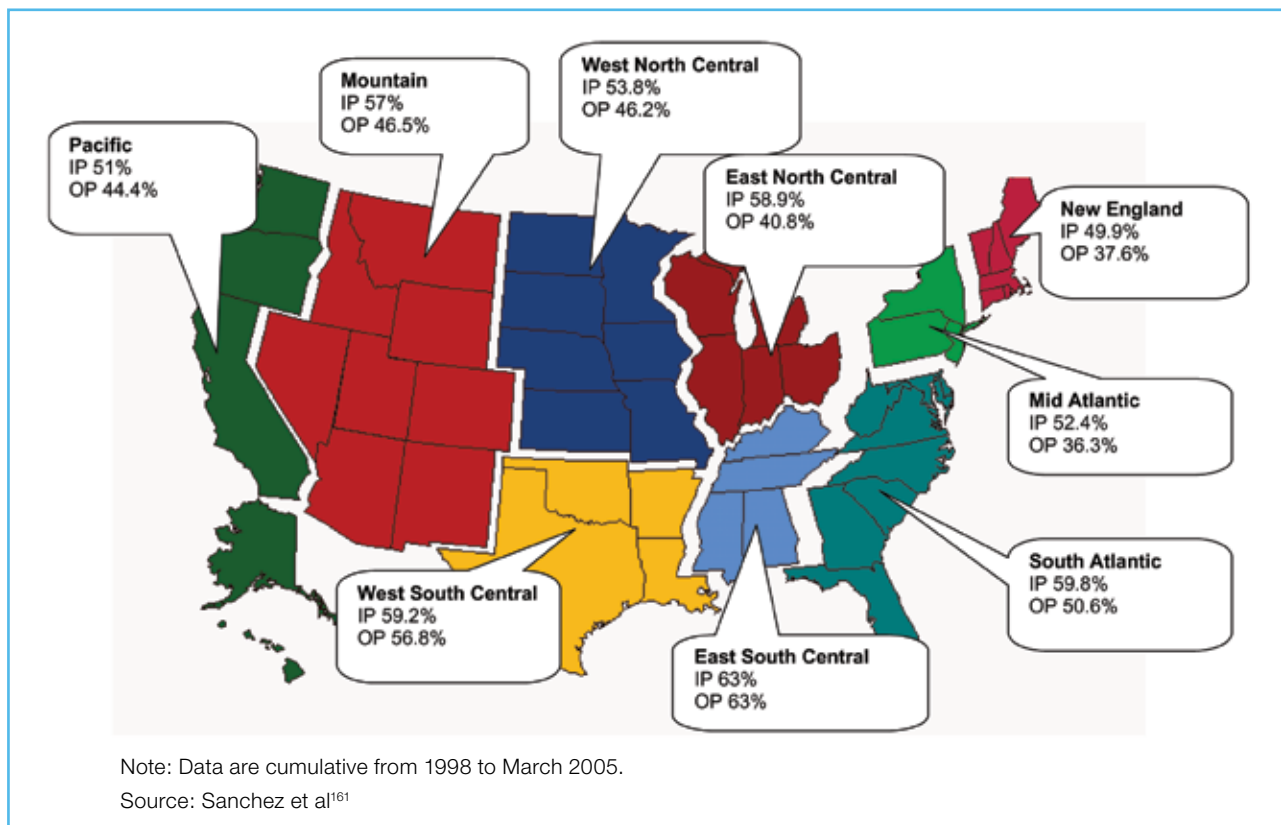 West North Central
IP 53.8%
OP 46.2%
Mountain
IP 57%
OP 46.5%
Pacific
IP 51%
OP 44.4%
East North Central
IP 58.9%
OP 40.8%
New England
IP 49.9%
OP 37.6%
Mid Atlantic
IP 52.4%
OP 36.3%
South Atlantic
IP 59.8%
OP 50.6%
West South Central
IP 59.2%
OP 56.8%
East South Central
IP 63%
OP 63%
Note: Data are cumulative from 1998 to March 2005.
Source: Sanchez et al161